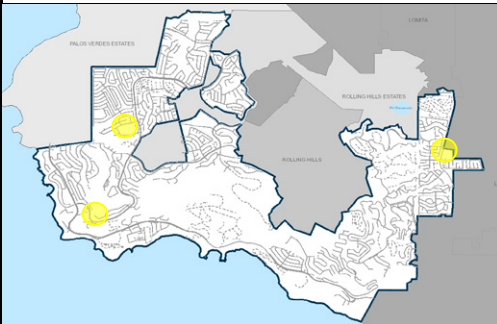 LOMITA
PALOS VERDES ESTATES
ROLLING HILLS ESTATES
ROLLING HILLS